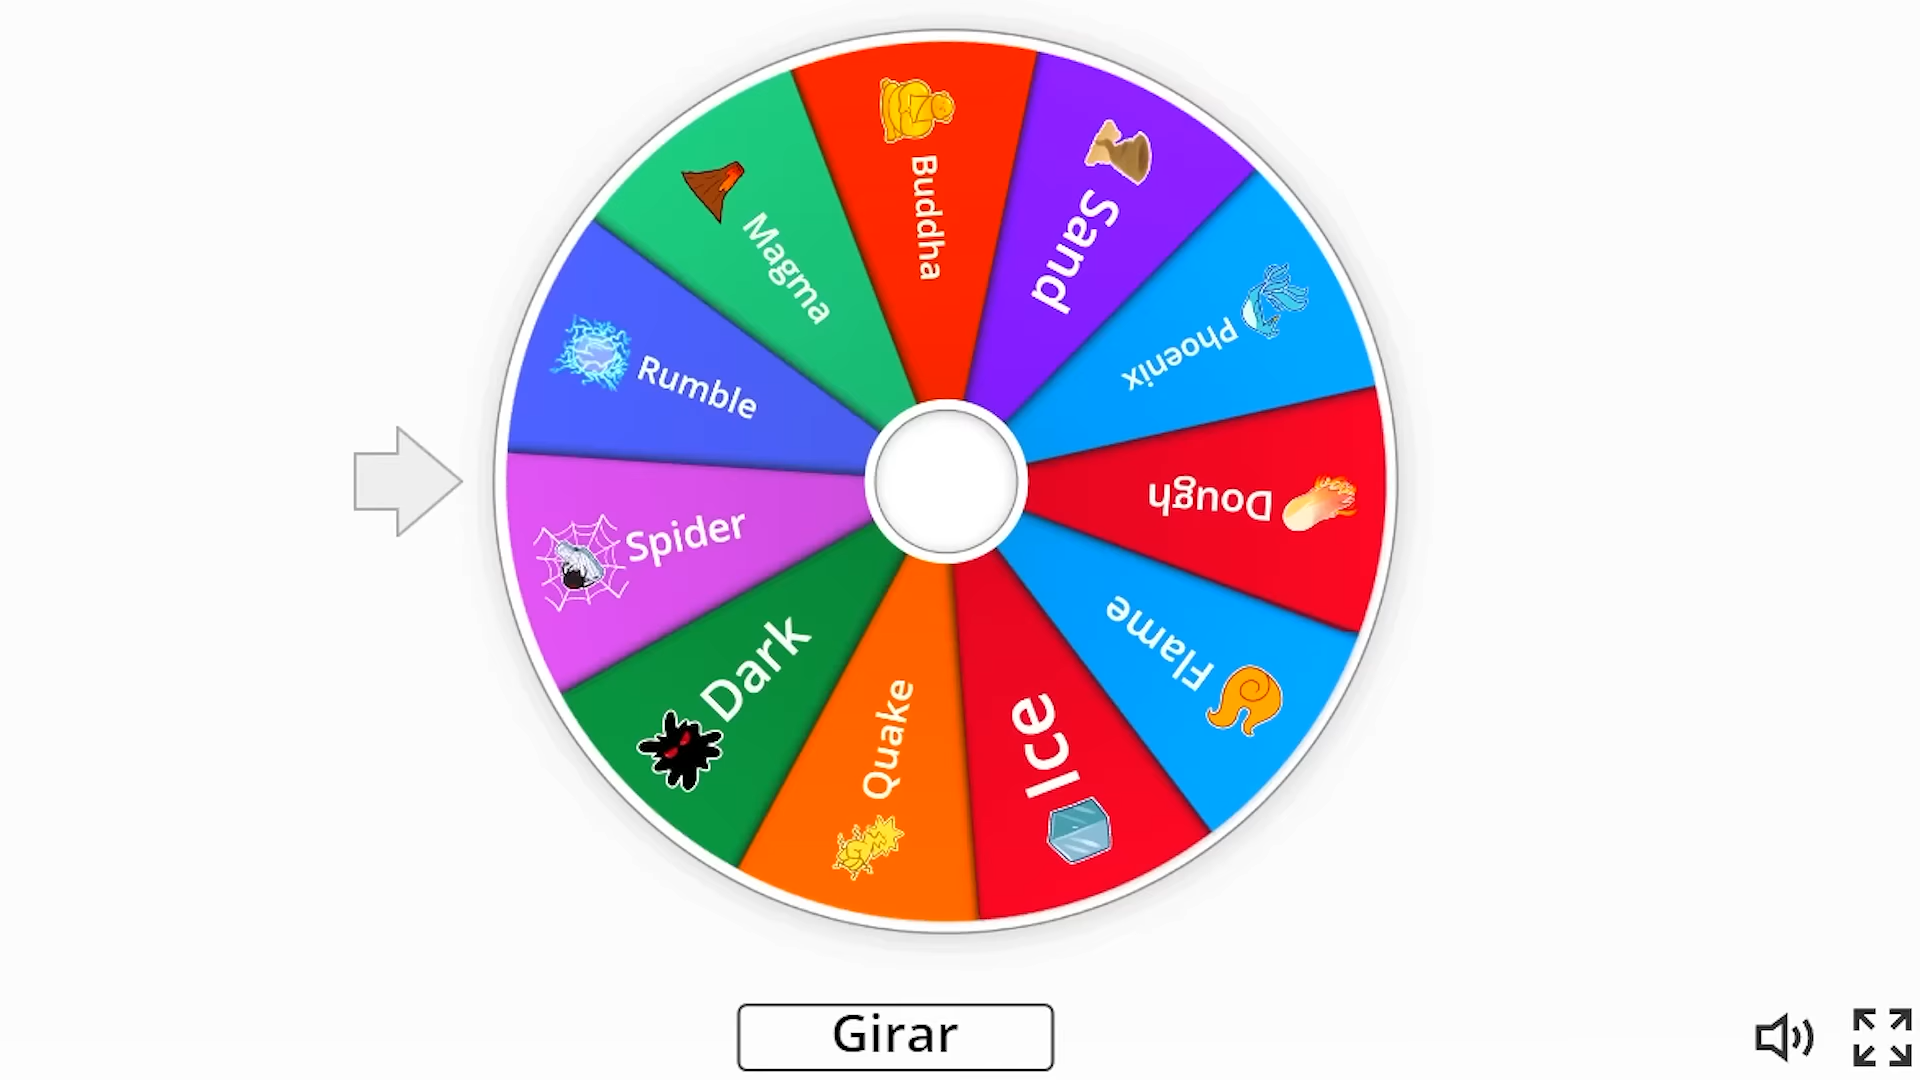 Buddha
Sand
Phoenix
Dough
Flame
Ice
Quake
Dark
Spider
Rumble
Magma
Girar